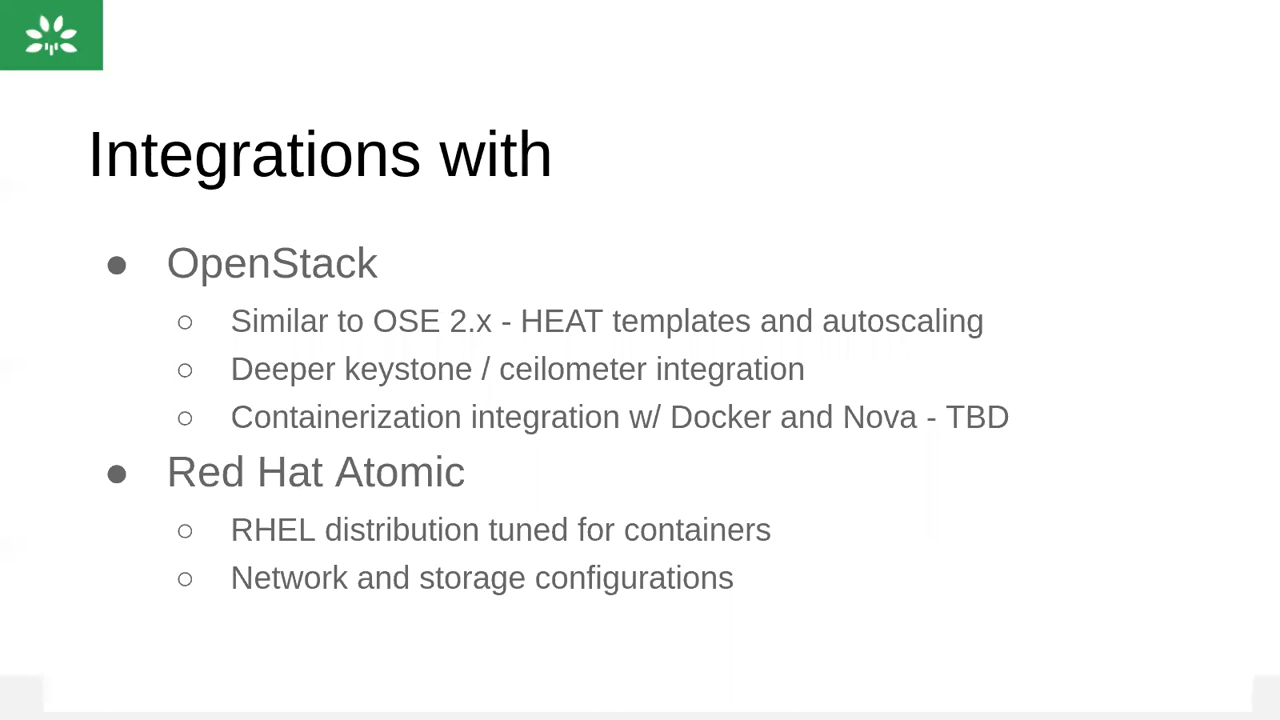 Integrations with
● OpenStack
○ Similar to OSE 2.x - HEAT templates and autoscaling
○ Deeper keystone / ceilometer integration
○ Containerization integration w/ Docker and Nova - TBD
● Red Hat Atomic
○ RHEL distribution tuned for containers
○ Network and storage configurations